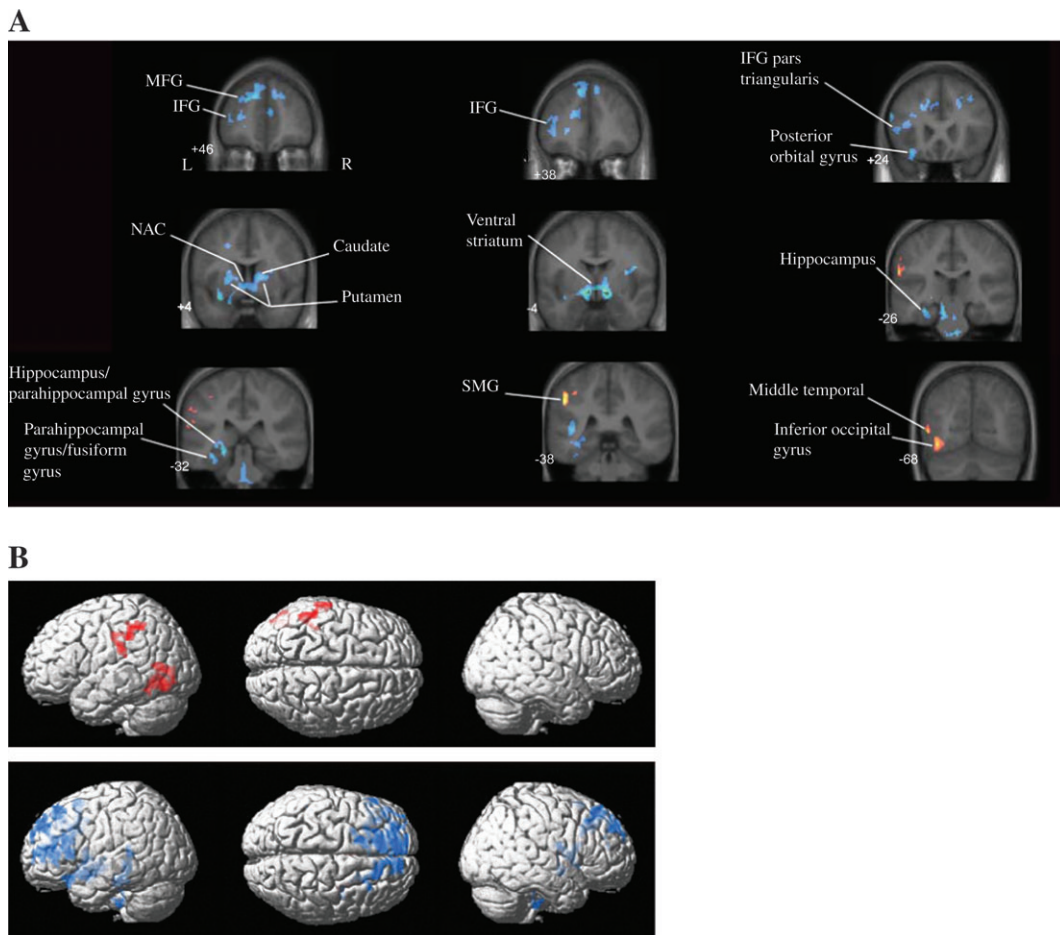 A
MFG
IFG
+46
L
R
IFG
+38
IFG pars
triangularis
Posterior
orbital gyrus
+24
NAC
Caudate
Putamen
+4
Ventral
striatum
-4
Hippocampus
-26
Hippocampus/
parahippocampal gyrus
Parahippocampal
gyrus/fusiform
gyrus
-32
SMG
-38
Middle temporal
Inferior occipital
gyrus
-68
B